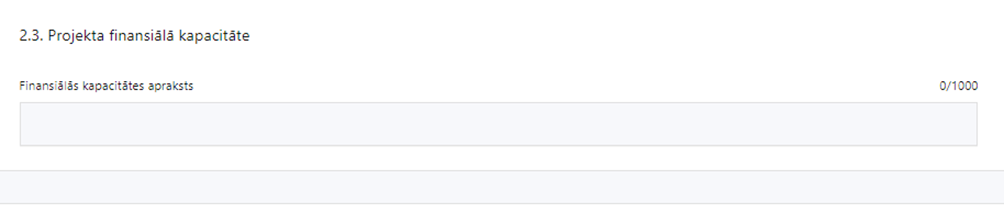 2.3. Projekta finansiālā kapacitāte
Finansiālās kapacitātes apraksts 0/1000